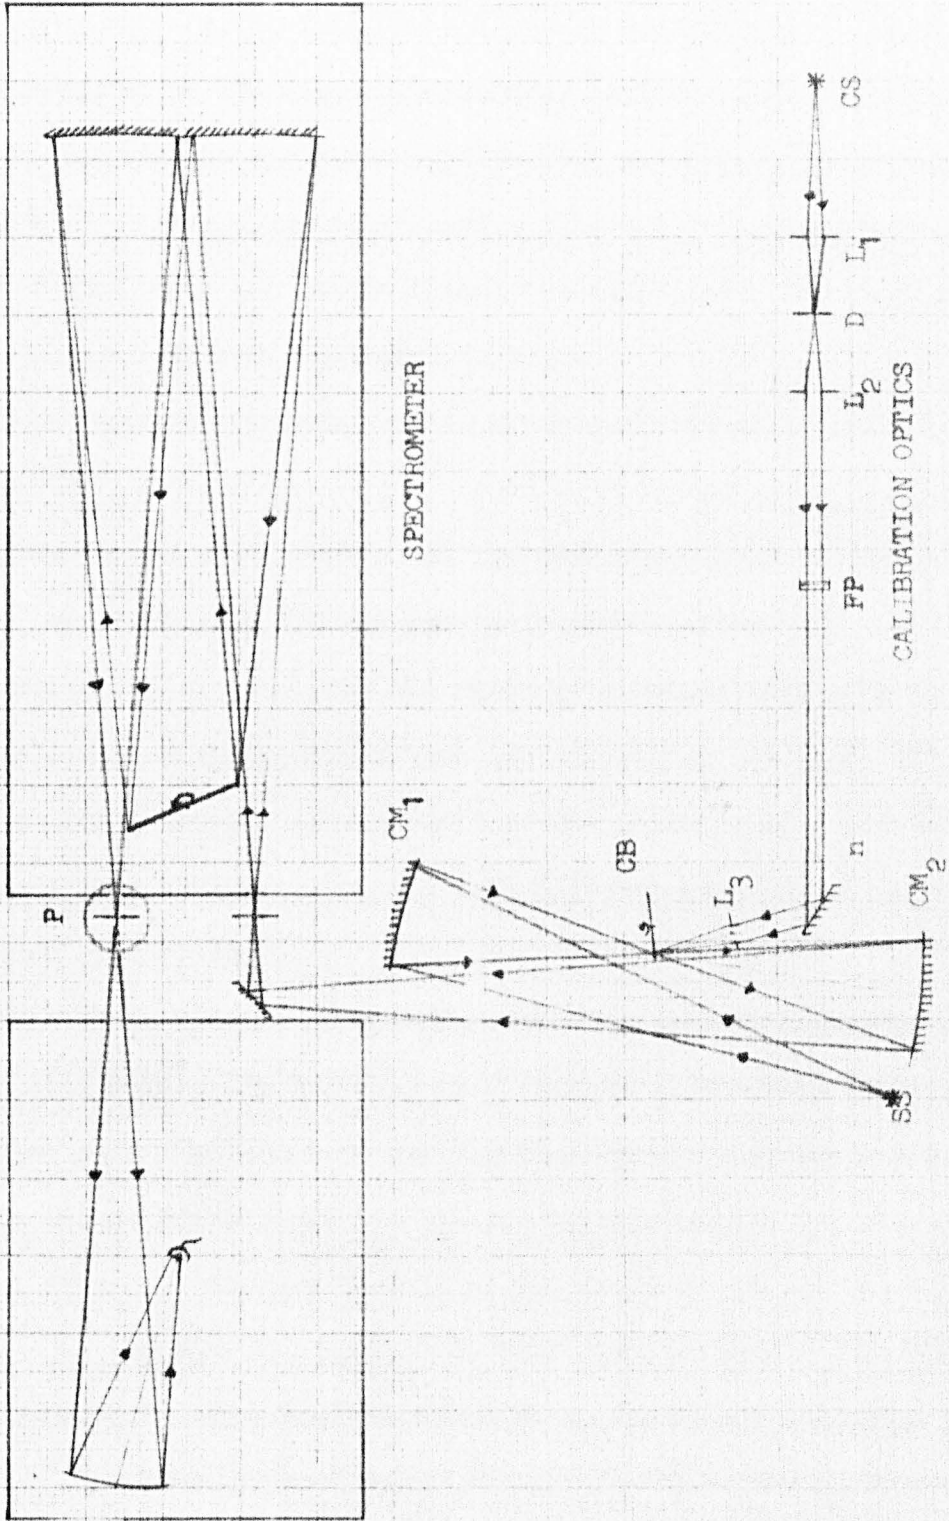 P
D
SPECTROMETER
CM1
CB
L3
n
CM2
SS
CS
L1
D
L2
FP
CALIBRATION OPTICS